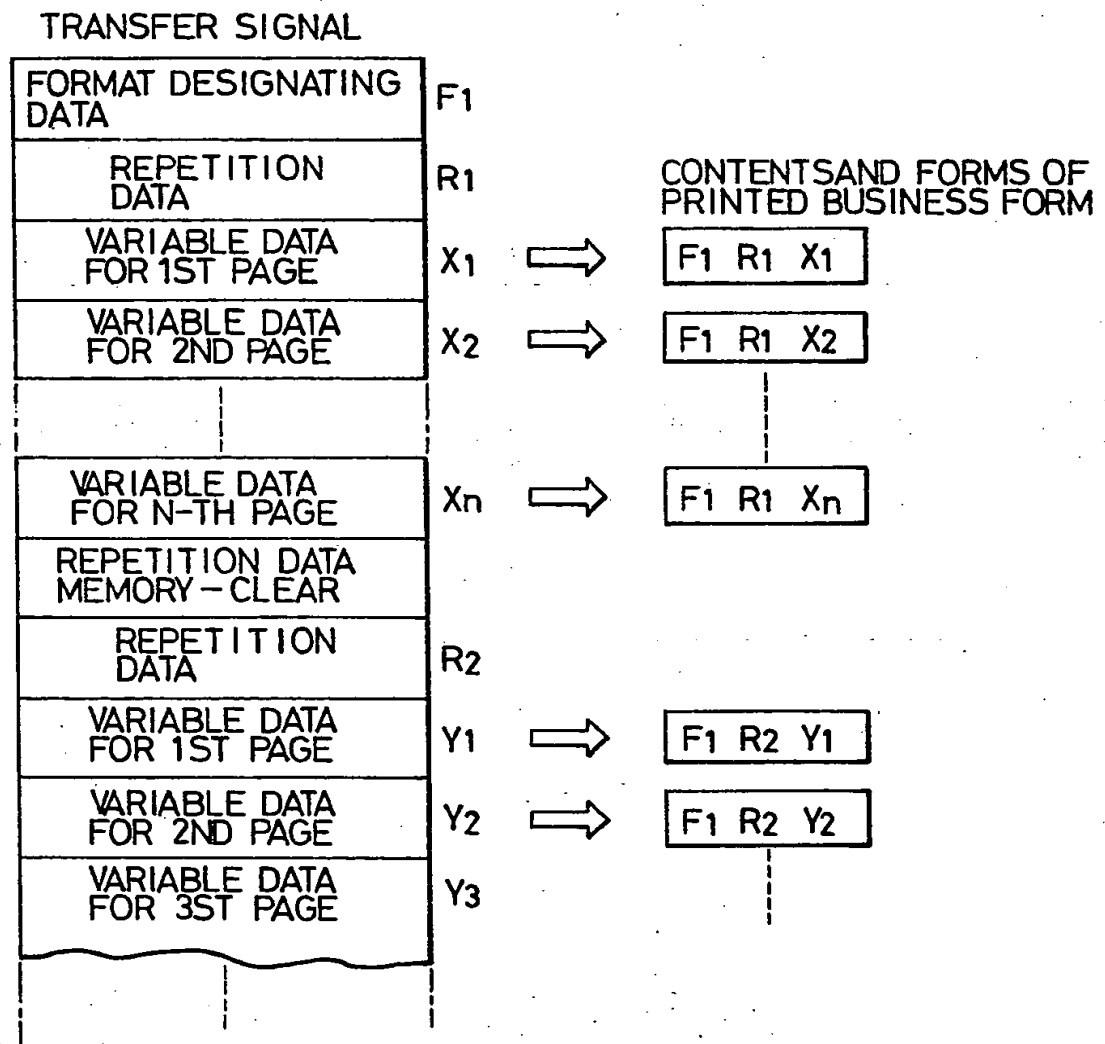 TRANSFER SIGNAL
FORMAT DESIGNATING
DATA
F1
REPETITION
DATA
R1
CONTENTSAND FORMS OF
PRINTED BUSINESS FORM
VARIABLE DATA
FOR 1ST PAGE
X1
F1 R1 X1
VARIABLE DATA
FOR 2ND PAGE
X2
F1 R1 X2
VARIABLE DATA
FOR N-TH PAGE
Xn
F1 R1 Xn
REPETITION DATA
MEMORY-CLEAR
REPETITION
DATA
R2
VARIABLE DATA
FOR 1ST PAGE
Y1
F1 R2 Y1
VARIABLE DATA
FOR 2ND PAGE
Y2
F1 R2 Y2
VARIABLE DATA
FOR 3ST PAGE
Y3